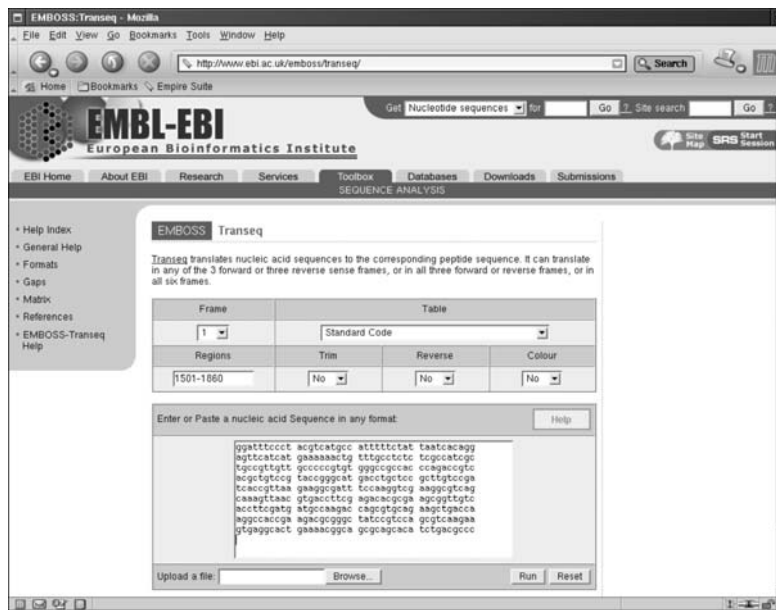 EMBOSS:Transeq - Mozilla
File Edit View Go Bookmarks Tools Window Help
http://www.ebi.ac.uk/emboss/transeq/ Search
Home Bookmarks Empire Suite
Get Nucleotide sequences for Go ? Site search Go ?
EMBL-EBI
European Bioinformatics Institute
Site Map SRS Start Session
EBI Home About EBI Research Services Toolbox Databases Downloads Submissions
SEQUENCE ANALYSIS
Help Index
General Help
Formats
Gaps
Matrix
References
EMBOSS-Transeq
Help
EMBOSS Transeq
Transeq translates nucleic acid sequences to the corresponding peptide sequence. It can translate
in any of the 3 forward or three reverse sense frames, or in all three forward or reverse frames, or in
all six frames.
Frame Table
1 Standard Code
Regions Trim Reverse Colour
1501-1860 No No No
Enter or Paste a nucleic acid Sequence in any format: Help
ggatttccct acgtcatgcc atttttctat taatcacagg
agttcatcat gaaaaaactg tttgcctctc tcgccatcgc
tgccgttgtt gcccccgtgt gggccgccac ccagaccgtc
acgctgtccg taccgggcat gacctgctcc gcttgtccga
tcaccgttaa gaaggcgatt tccaaggtcg aaggcgtcag
caaagttaac gtgaccttcg agacacgcga agcggttgtc
accttcgatg atgccaagac cagcgtgcag aagctgacca
aggccaccga agacgcgggc tatccgtcca gcgtcaagaa
gtgaggcact gaaaacggca gcgcagcaca tctgacgccc
Upload a file: Browse... Run Reset